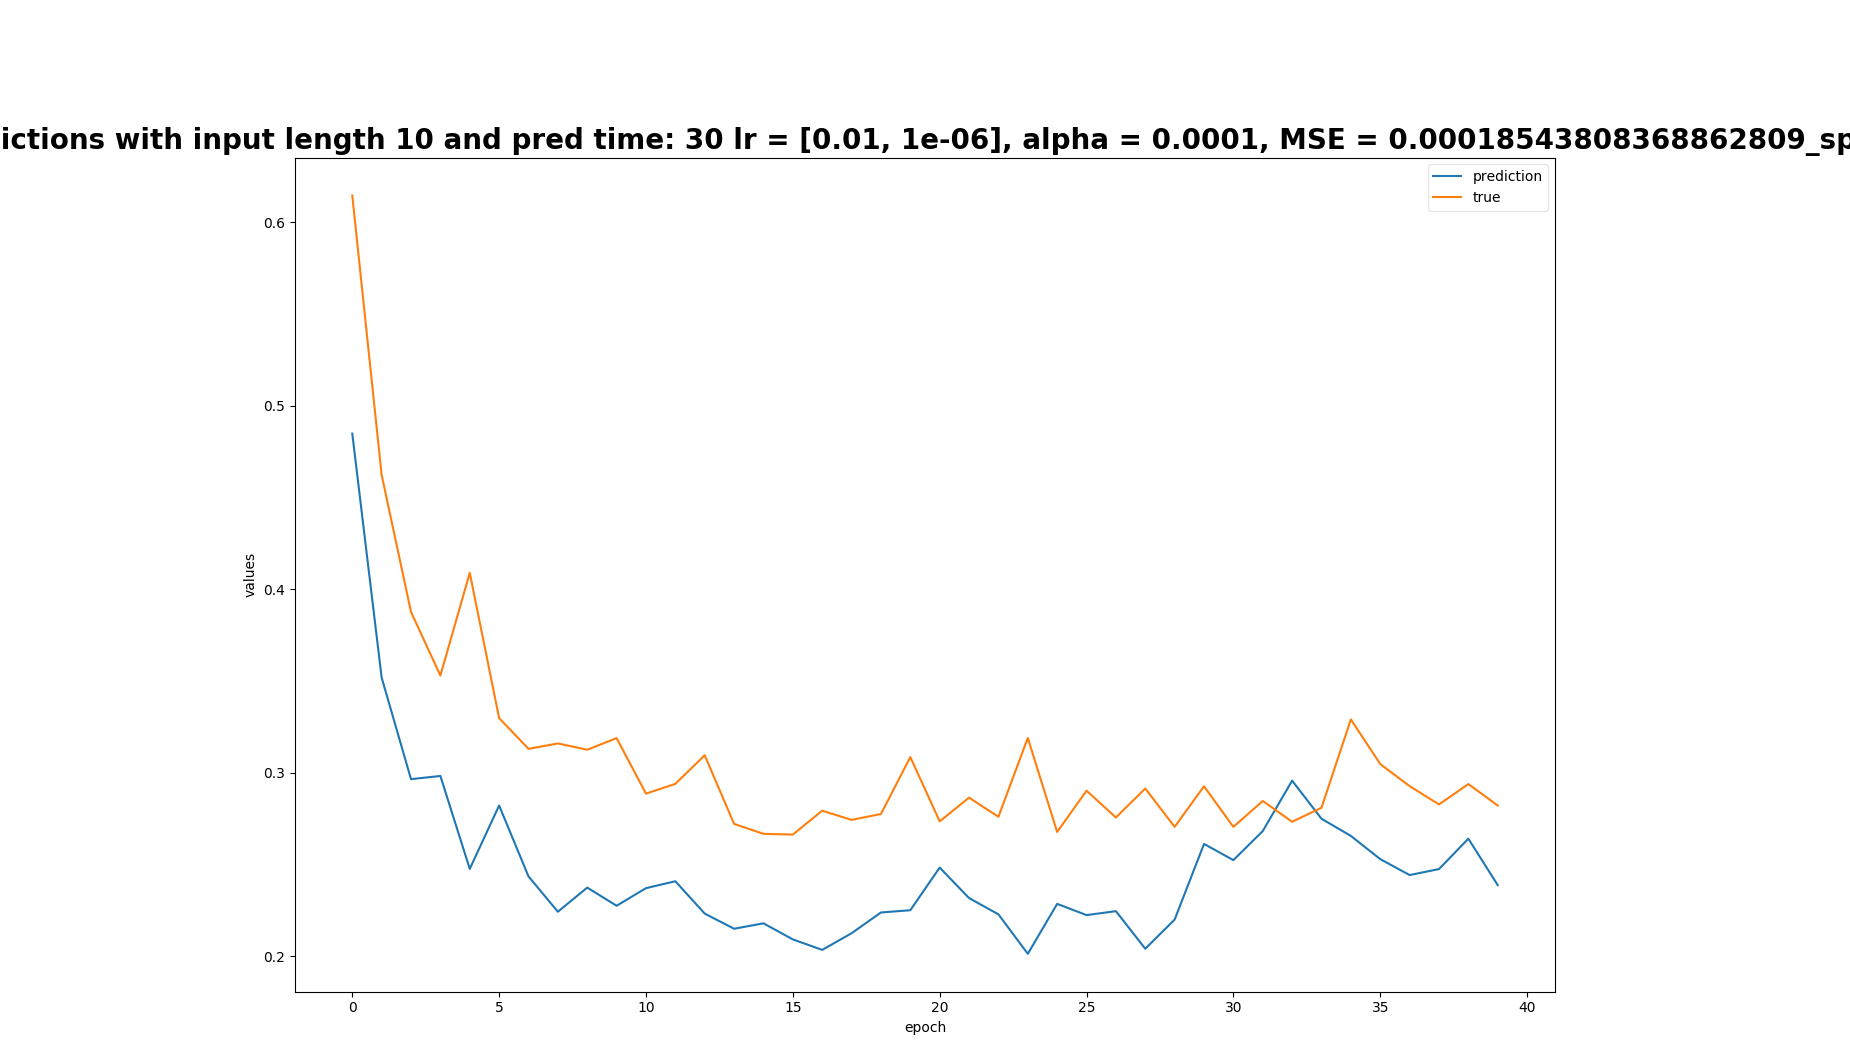 ictions with input length 10 and pred time: 30 lr = [0.01, 1e-06], alpha = 0.0001, MSE = 0.00018543808368862809_sp
prediction
true
0.6
0.5
0.4
0.3
0.2
values
0 5 10 15 20 25 30 35 40
epoch